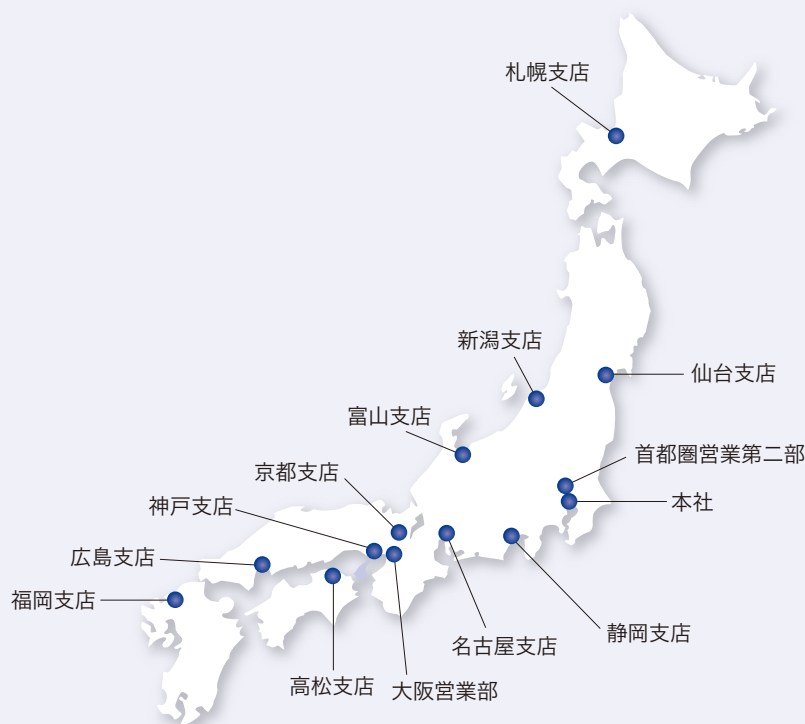 札幌支店
新潟支店
仙台支店
富山支店
首都圏営業第二部
京都支店
本社
神戸支店
広島支店
福岡支店
静岡支店
名古屋支店
高松支店
大阪営業部